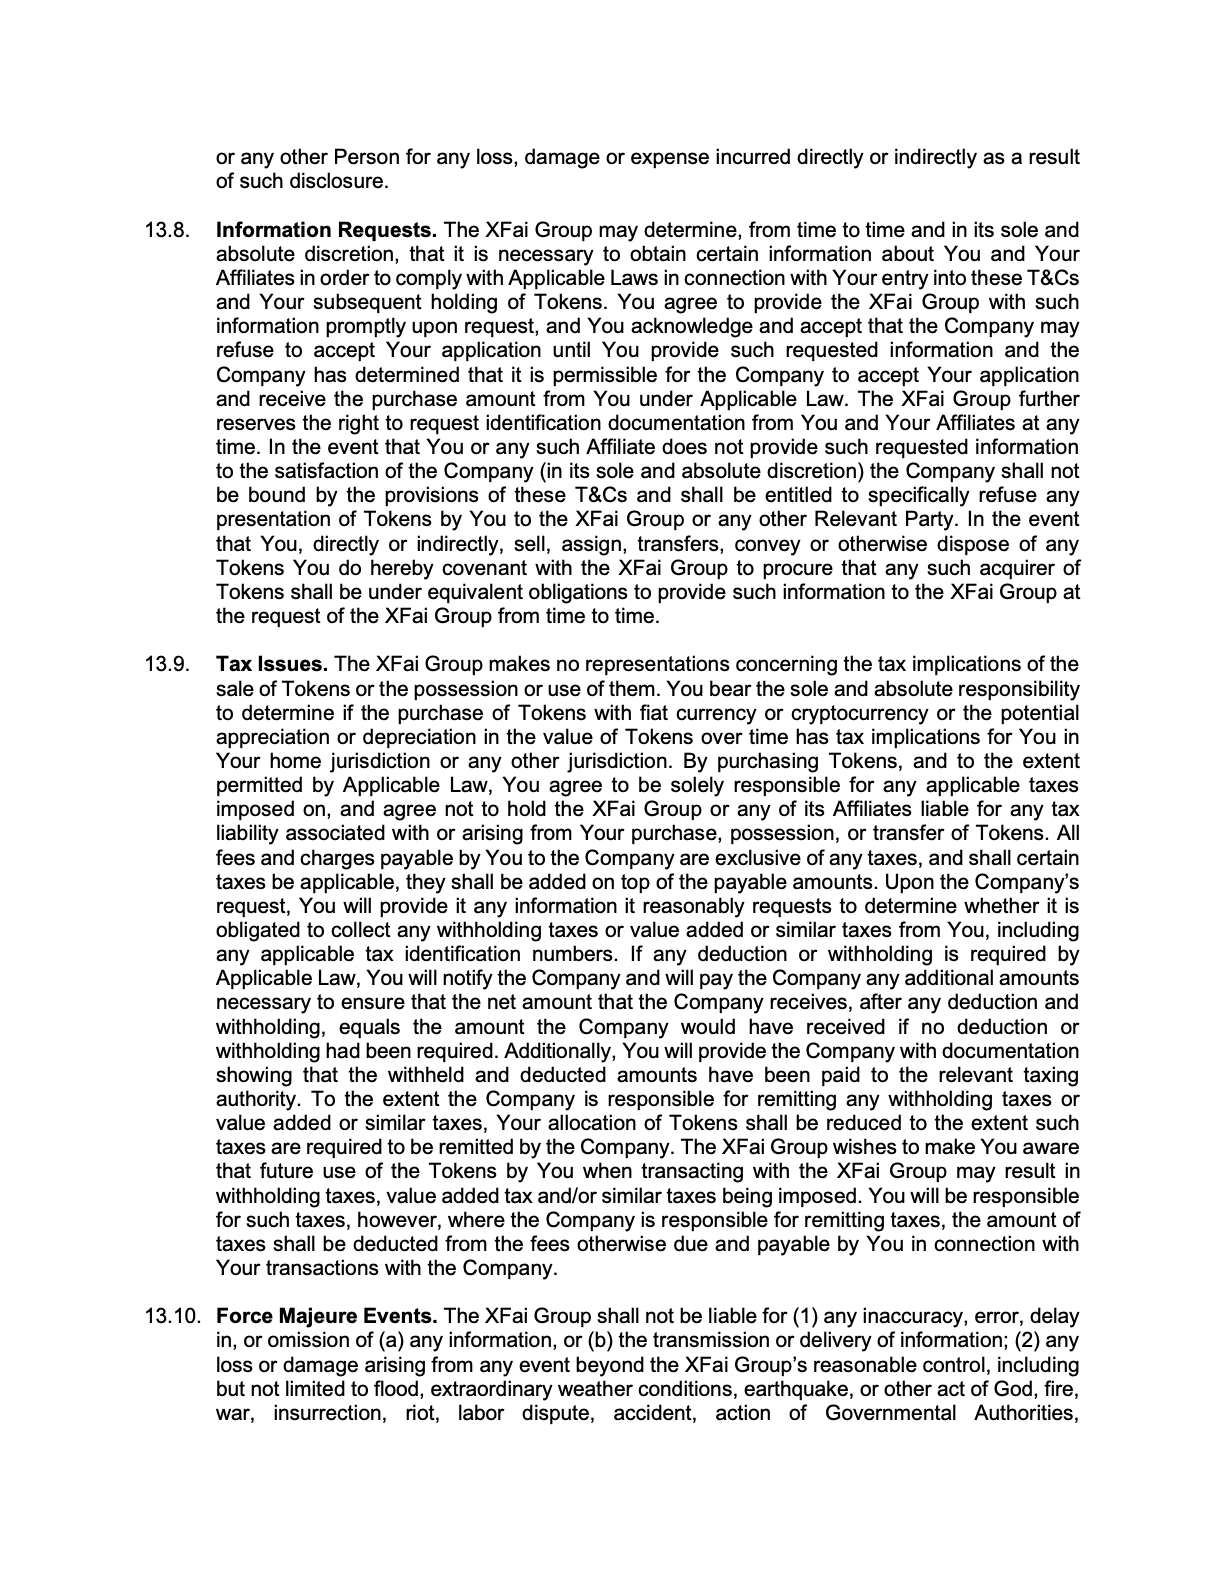 or any other Person for any loss, damage or expense incurred directly or indirectly as a result
of such disclosure.
13.8. Information Requests. The XFai Group may determine, from time to time and in its sole and
absolute discretion, that it is necessary to obtain certain information about You and Your
Affiliates in order to comply with Applicable Laws in connection with Your entry into these T&Cs
and Your subsequent holding of Tokens. You agree to provide the XFai Group with such
information promptly upon request, and You acknowledge and accept that the Company may
refuse to accept Your application until You provide such requested information and the
Company has determined that it is permissible for the Company to accept Your application
and receive the purchase amount from You under Applicable Law. The XFai Group further
reserves the right to request identification documentation from You and Your Affiliates at any
time. In the event that You or any such Affiliate does not provide such requested information
to the satisfaction of the Company (in its sole and absolute discretion) the Company shall not
be bound by the provisions of these T&Cs and shall be entitled to specifically refuse any
presentation of Tokens by You to the XFai Group or any other Relevant Party. In the event
that You, directly or indirectly, sell, assign, transfers, convey or otherwise dispose of any
Tokens You do hereby covenant with the XFai Group to procure that any such acquirer of
Tokens shall be under equivalent obligations to provide such information to the XFai Group at
the request of the XFai Group from time to time.
13.9. Tax Issues. The XFai Group makes no representations concerning the tax implications of the
sale of Tokens or the possession or use of them. You bear the sole and absolute responsibility
to determine if the purchase of Tokens with fiat currency or cryptocurrency or the potential
appreciation or depreciation in the value of Tokens over time has tax implications for You in
Your home jurisdiction or any other jurisdiction. By purchasing Tokens, and to the extent
permitted by Applicable Law, You agree to be solely responsible for any applicable taxes
imposed on, and agree not to hold the XFai Group or any of its Affiliates liable for any tax
liability associated with or arising from Your purchase, possession, or transfer of Tokens. All
fees and charges payable by You to the Company are exclusive of any taxes, and shall certain
taxes be applicable, they shall be added on top of the payable amounts. Upon the Company’s
request, You will provide it any information it reasonably requests to determine whether it is
obligated to collect any withholding taxes or value added or similar taxes from You, including
any applicable tax identification numbers. If any deduction or withholding is required by
Applicable Law, You will notify the Company and will pay the Company any additional amounts
necessary to ensure that the net amount that the Company receives, after any deduction and
withholding, equals the amount the Company would have received if no deduction or
withholding had been required. Additionally, You will provide the Company with documentation
showing that the withheld and deducted amounts have been paid to the relevant taxing
authority. To the extent the Company is responsible for remitting any withholding taxes or
value added or similar taxes, Your allocation of Tokens shall be reduced to the extent such
taxes are required to be remitted by the Company. The XFai Group wishes to make You aware
that future use of the Tokens by You when transacting with the XFai Group may result in
withholding taxes, value added tax and/or similar taxes being imposed. You will be responsible
for such taxes, however, where the Company is responsible for remitting taxes, the amount of
taxes shall be deducted from the fees otherwise due and payable by You in connection with
Your transactions with the Company.
13.10. Force Majeure Events. The XFai Group shall not be liable for (1) any inaccuracy, error, delay
in, or omission of (a) any information, or (b) the transmission or delivery of information; (2) any
loss or damage arising from any event beyond the XFai Group’s reasonable control, including
but not limited to flood, extraordinary weather conditions, earthquake, or other act of God, fire,
war, insurrection, riot, labor dispute, accident, action of Governmental Authorities,